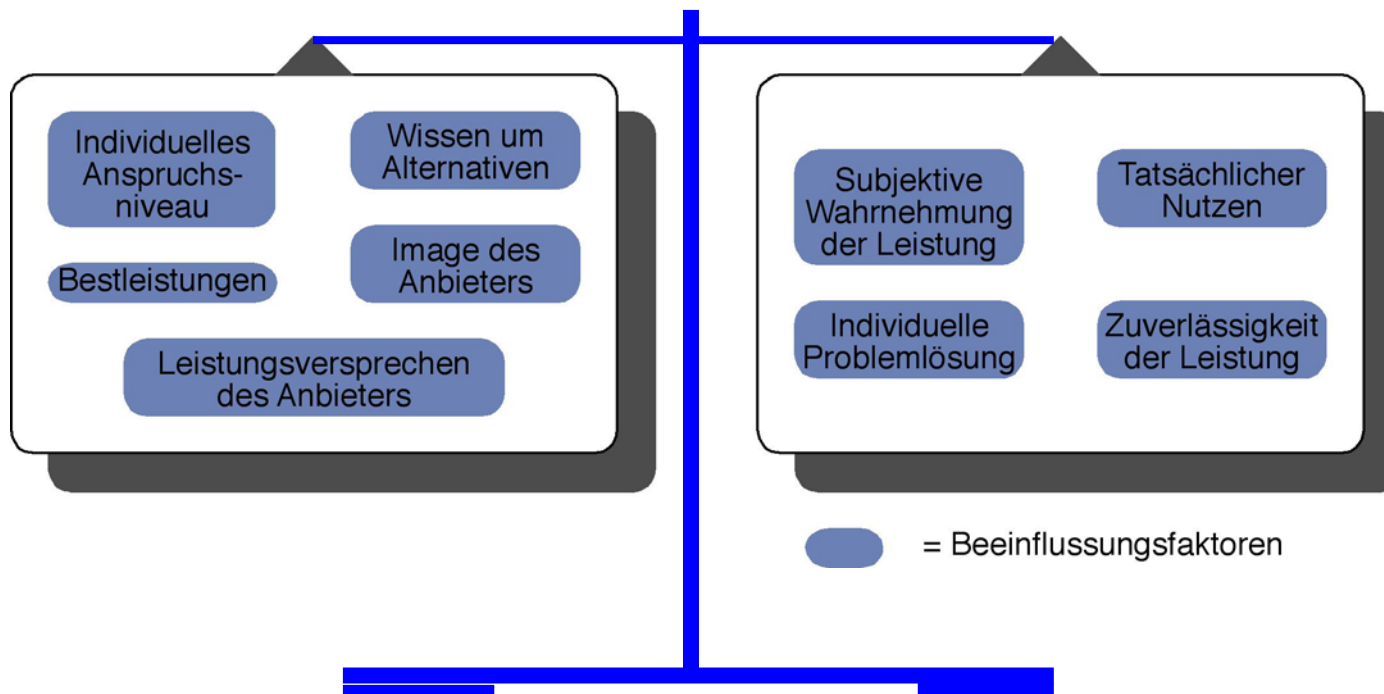 Individuelles
Anspruchs-
niveau
Wissen um
Alternativen
Bestleistungen
Image des
Anbieters
Leistungsversprechen
des Anbieters
Subjektive
Wahrnehmung
der Leistung
Tatsächlicher
Nutzen
Individuelle
Problemlösung
Zuverlässigkeit
der Leistung
= Beeinflussungsfaktoren